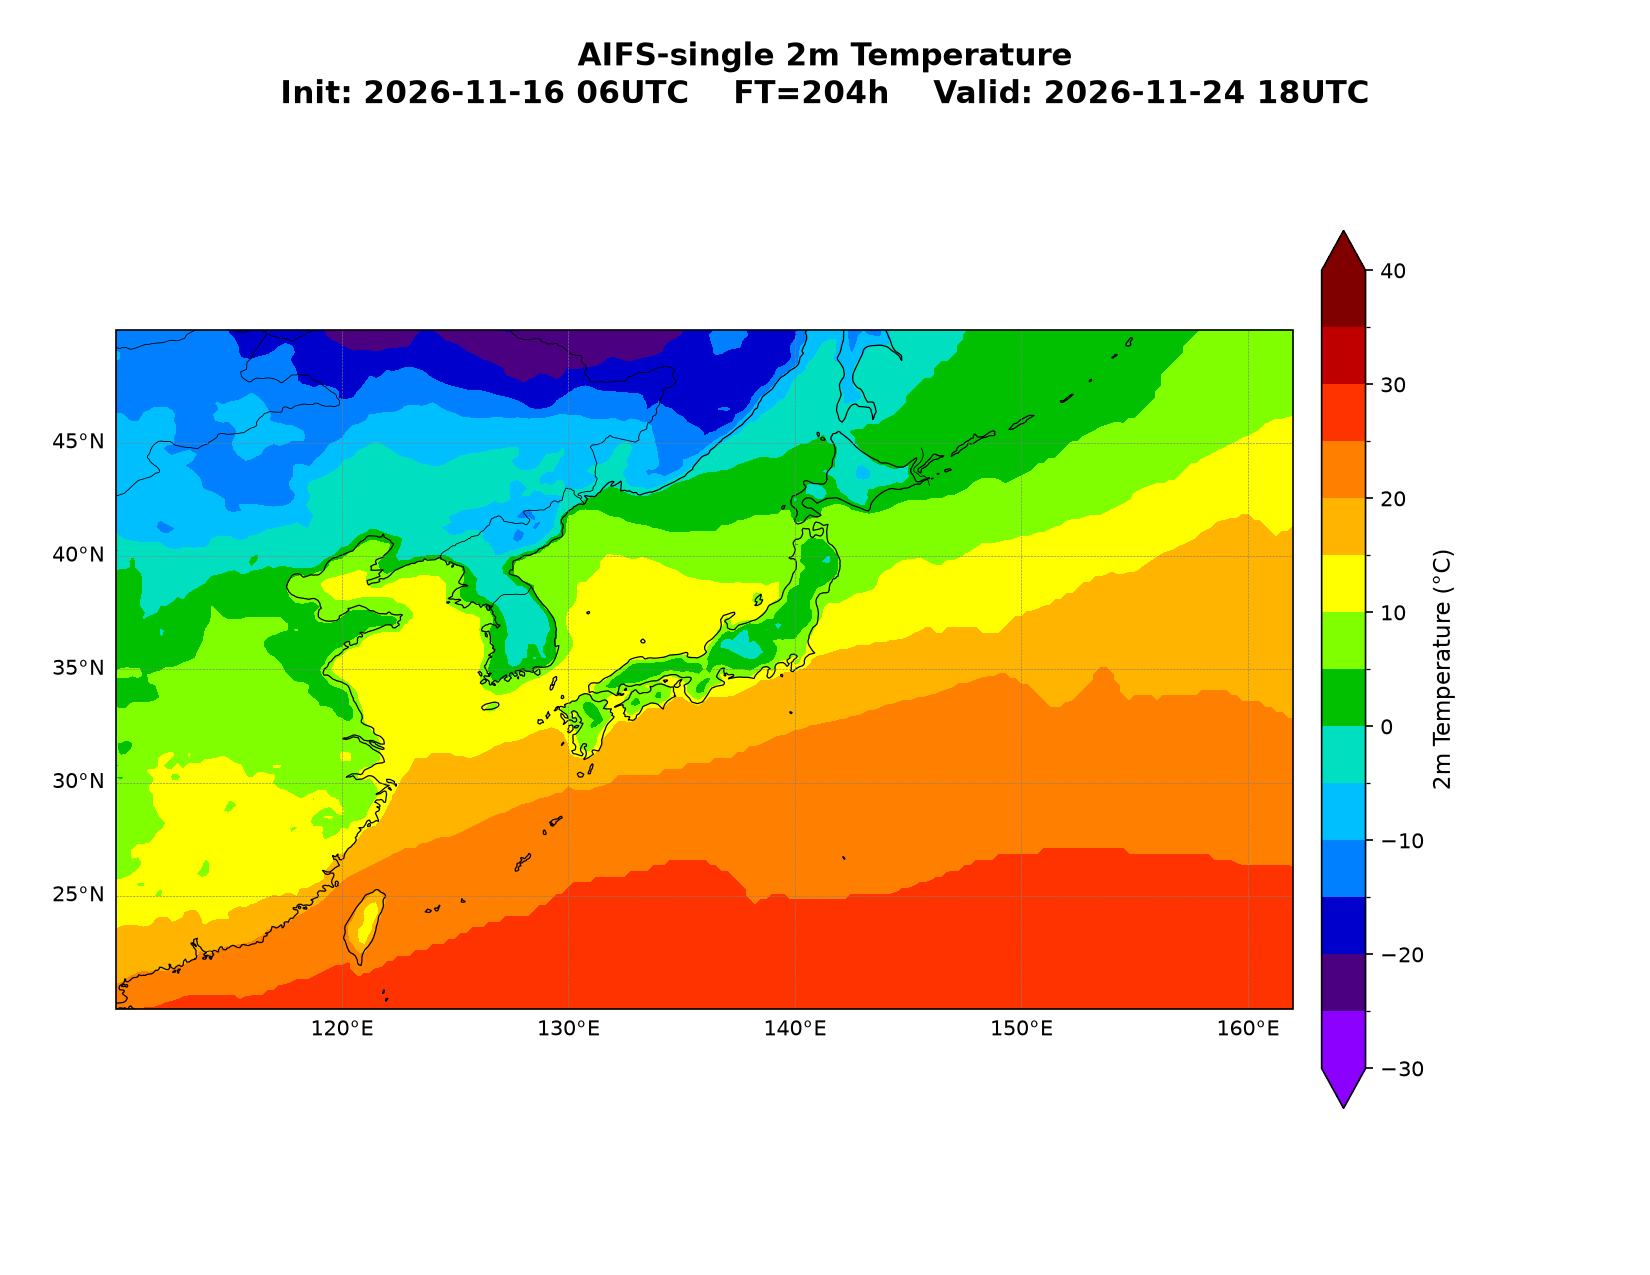 AIFS-single 2m Temperature
Init: 2026-11-16 06UTC    FT=204h    Valid: 2026-11-24 18UTC
45°N
40°N
35°N
30°N
25°N
120°E
130°E
140°E
150°E
160°E
40
30
20
10
0
−10
−20
−30
2m Temperature (°C)